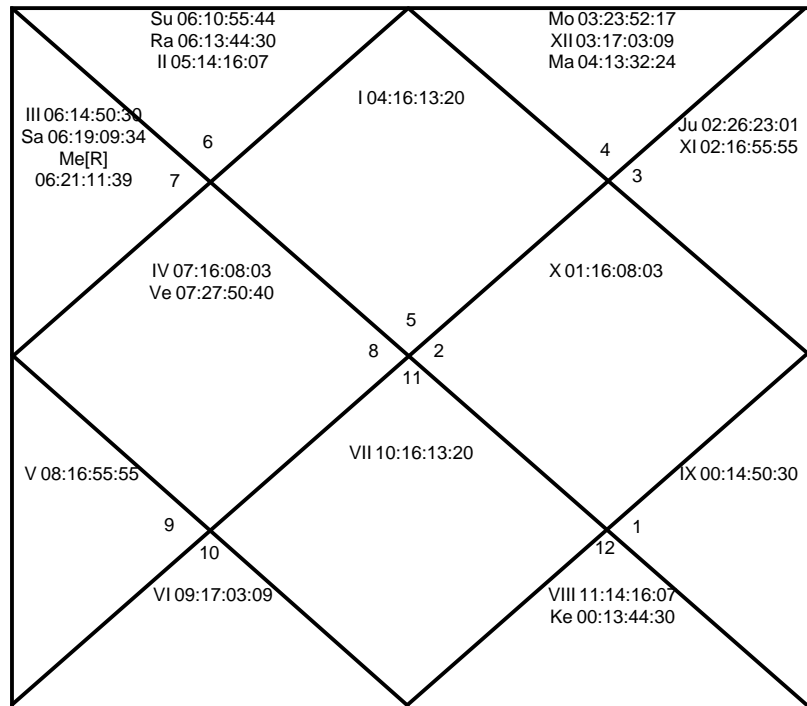 Su 06:10:55:44
Ra 06:13:44:30
II 05:14:16:07
Mo 03:23:52:17
XII 03:17:03:09
Ma 04:13:32:24
I 04:16:13:20
III 06:14:50:30
Sa 06:19:09:34
Me[R]
06:21:11:39
Ju 02:26:23:01
XI 02:16:55:55
6
4
7
3
IV 07:16:08:03
Ve 07:27:50:40
X 01:16:08:03
5
8
2
11
VII 10:16:13:20
V 08:16:55:55
IX 00:14:50:30
9
1
10
12
VI 09:17:03:09
VIII 11:14:16:07
Ke 00:13:44:30